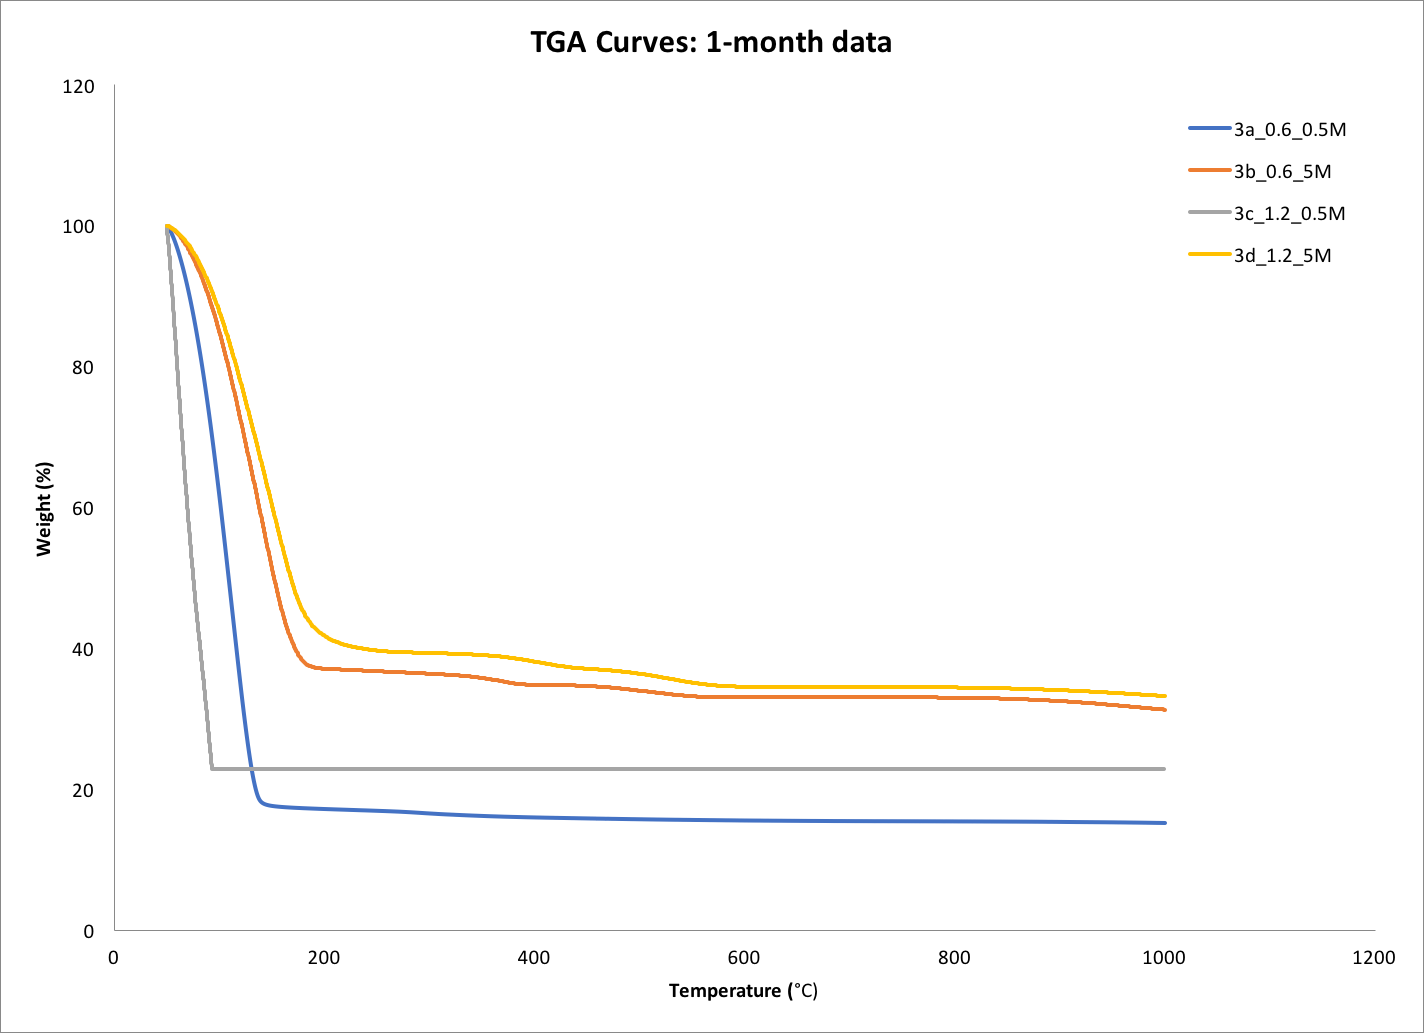 TGA Curves: 1-month data
120
100
80
60
40
20
0
Weight (%)
0 200 400 600 800 1000 1200
Temperature (°C)
3a_0.6_0.5M
3b_0.6_5M
3c_1.2_0.5M
3d_1.2_5M